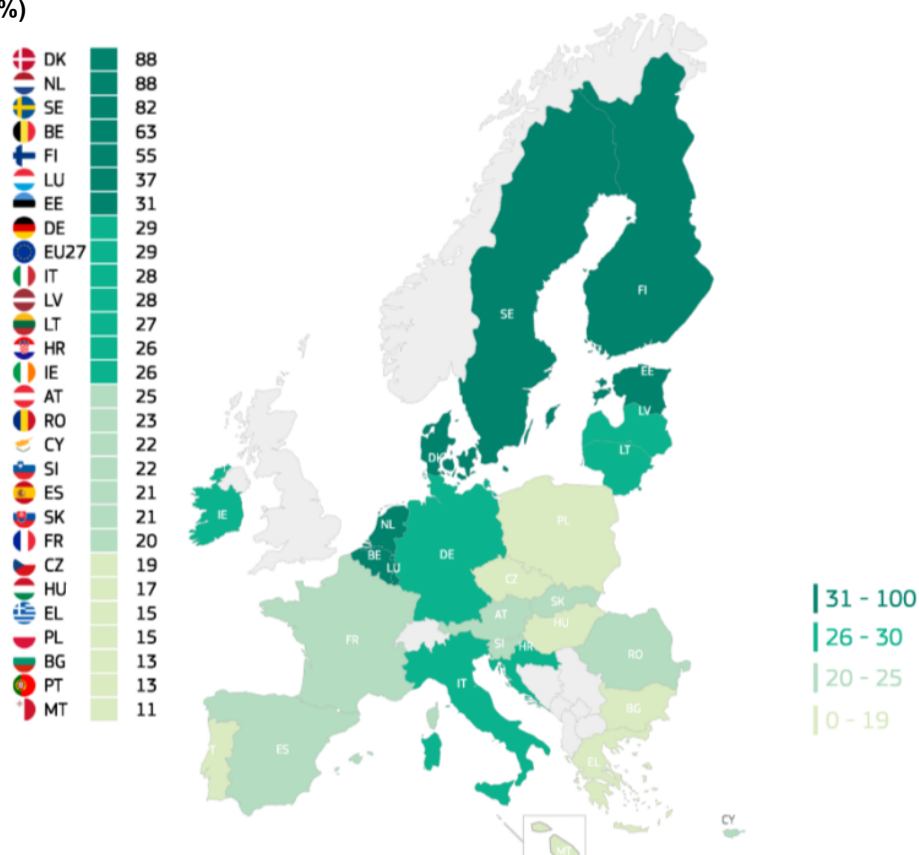 %)
DK 88
NL 88
SE 82
BE 63
FI 55
LU 37
EE 31
DE 29
EU27 29
IT 28
LV 28
LT 27
HR 26
IE 26
AT 25
RO 23
CY 22
SI 22
ES 21
SK 21
FR 20
CZ 19
HU 17
EL 15
PL 15
BG 13
PT 13
MT 11
FI
SE
EE
LV
LT
DK
IE
NL
BE
LU
DE
PL
CZ
SK
AT
HU
SI
HR
FR
RO
IT
BG
ES
T
EL
CY
MT
31 - 100
26 - 30
20 - 25
0 - 19